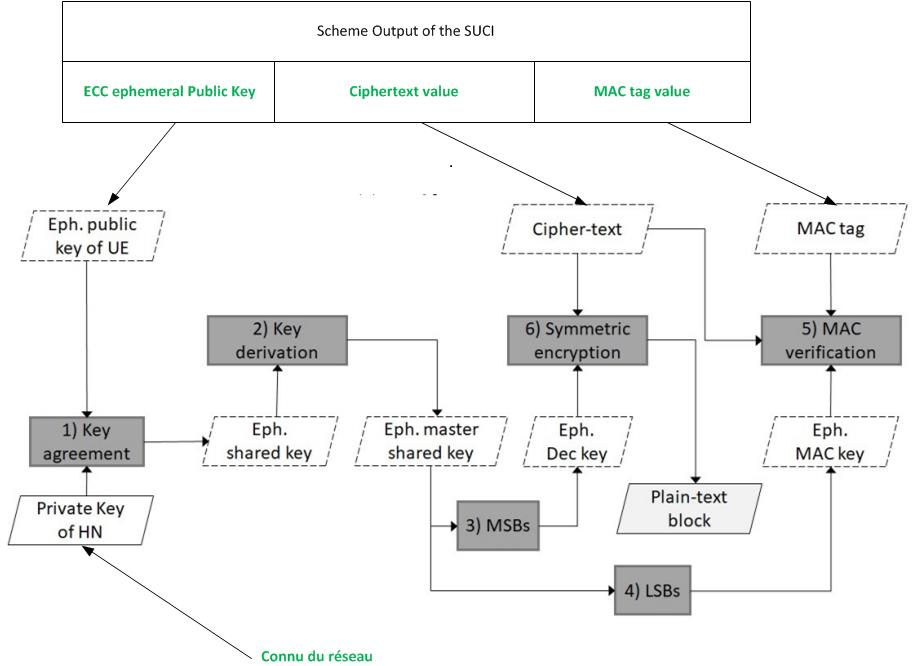 Scheme Output of the SUCI
ECC ephemeral Public Key
Ciphertext value
MAC tag value
Eph. public
key of UE
Cipher-text
MAC tag
2) Key
derivation
6) Symmetric
encryption
5) MAC
verification
1) Key
agreement
Eph.
shared key
Eph. master
shared key
Eph.
Dec key
Eph.
MAC key
Private Key
of HN
3) MSBs
Plain-text
block
4) LSBs
Connu du réseau